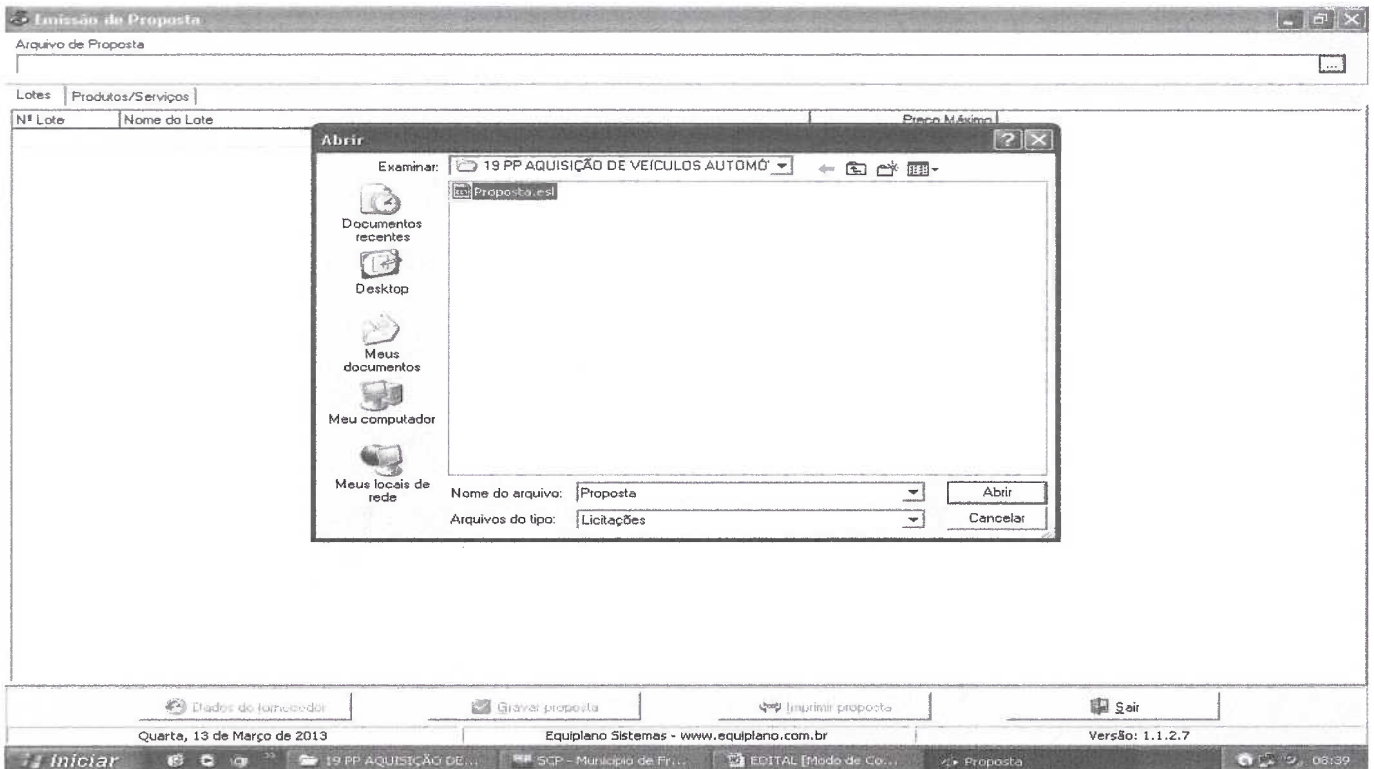 Emissão de Proposta
Arquivo de Proposta
...
Lotes
Produtos/Serviços
Nº Lote
Nome do Lote
Preço Máximo
Abrir
Examinar:
19 PP AQUISIÇÃO DE VEÍCULOS AUTOMÓ
Documentos
recentes
Desktop
Meus
documentos
Meu computador
Meus locais de
rede
Proposta.esl
Nome do arquivo:
Proposta
Abrir
Arquivos do tipo:
Licitações
Cancelar
Dados do fornecedor
Gravar proposta
Imprimir proposta
Sair
Quarta, 13 de Março de 2013
Equiplano Sistemas - www.equiplano.com.br
Versão: 1.1.2.7
Iniciar
19 PP AQUISIÇÃO DE...
SCP - Município de Fr...
EDITAL [Modo de Co...
Proposta
08:39